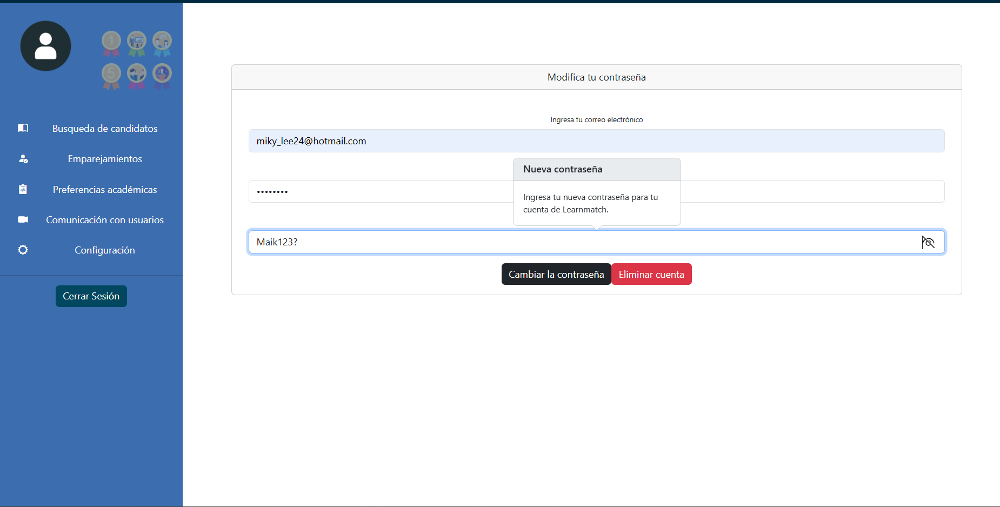 1
5
Busqueda de candidatos
Emparejamientos
Preferencias académicas
Comunicación con usuarios
Configuración
Cerrar Sesión
Modifica tu contraseña
Ingresa tu correo electrónico
miky_lee24@hotmail.com
Nueva contraseña
••••••••
Ingresa tu nueva contraseña para tu
cuenta de Learnmatch.
Maik123?
Cambiar la contraseña
Eliminar cuenta